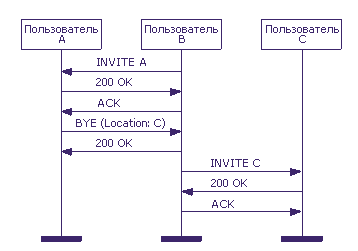 Пользователь
A
Пользователь
B
Пользователь
C
INVITE A
200 OK
ACK
BYE (Location: C)
200 OK
INVITE C
200 OK
ACK